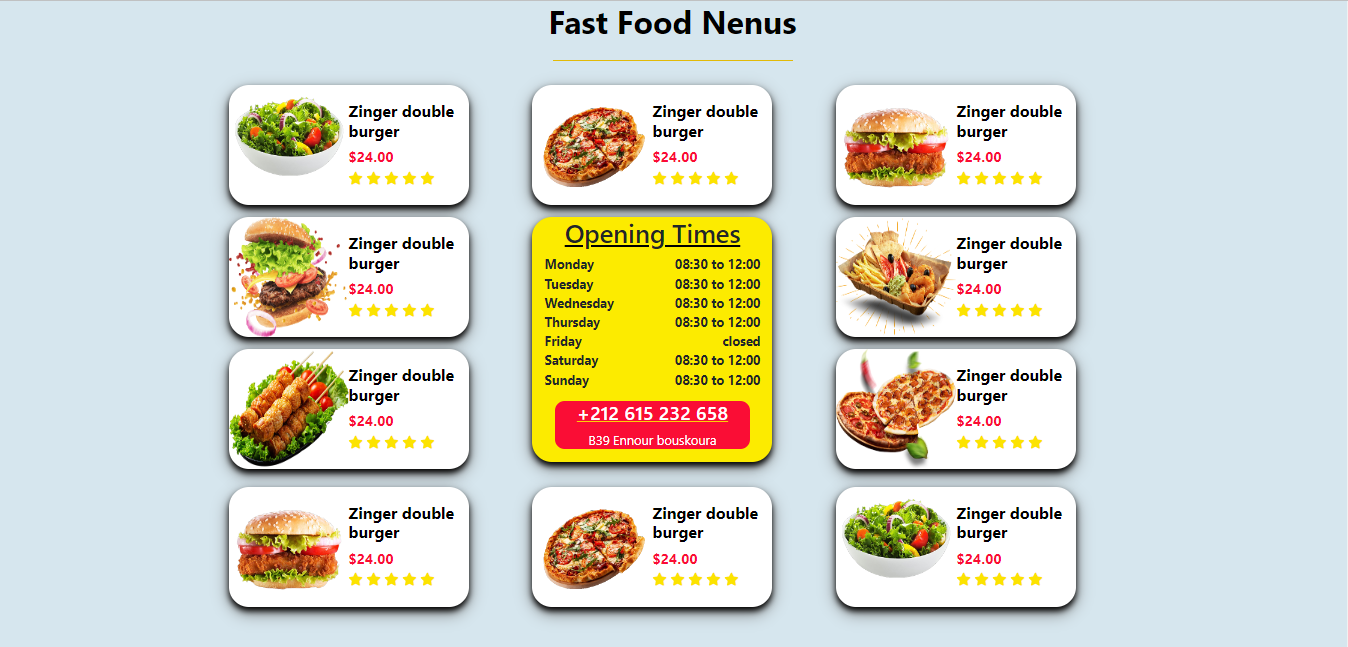 Fast Food Nenus
Zinger double
burger
$24.00
Zinger double
burger
$24.00
Zinger double
burger
$24.00
Zinger double
burger
$24.00
Opening Times
Monday 08:30 to 12:00
Tuesday 08:30 to 12:00
Wednesday 08:30 to 12:00
Thursday 08:30 to 12:00
Friday closed
Saturday 08:30 to 12:00
Sunday 08:30 to 12:00
+212 615 232 658
B39 Ennour bouskoura
Zinger double
burger
$24.00
Zinger double
burger
$24.00
Zinger double
burger
$24.00
Zinger double
burger
$24.00
Zinger double
burger
$24.00
Zinger double
burger
$24.00